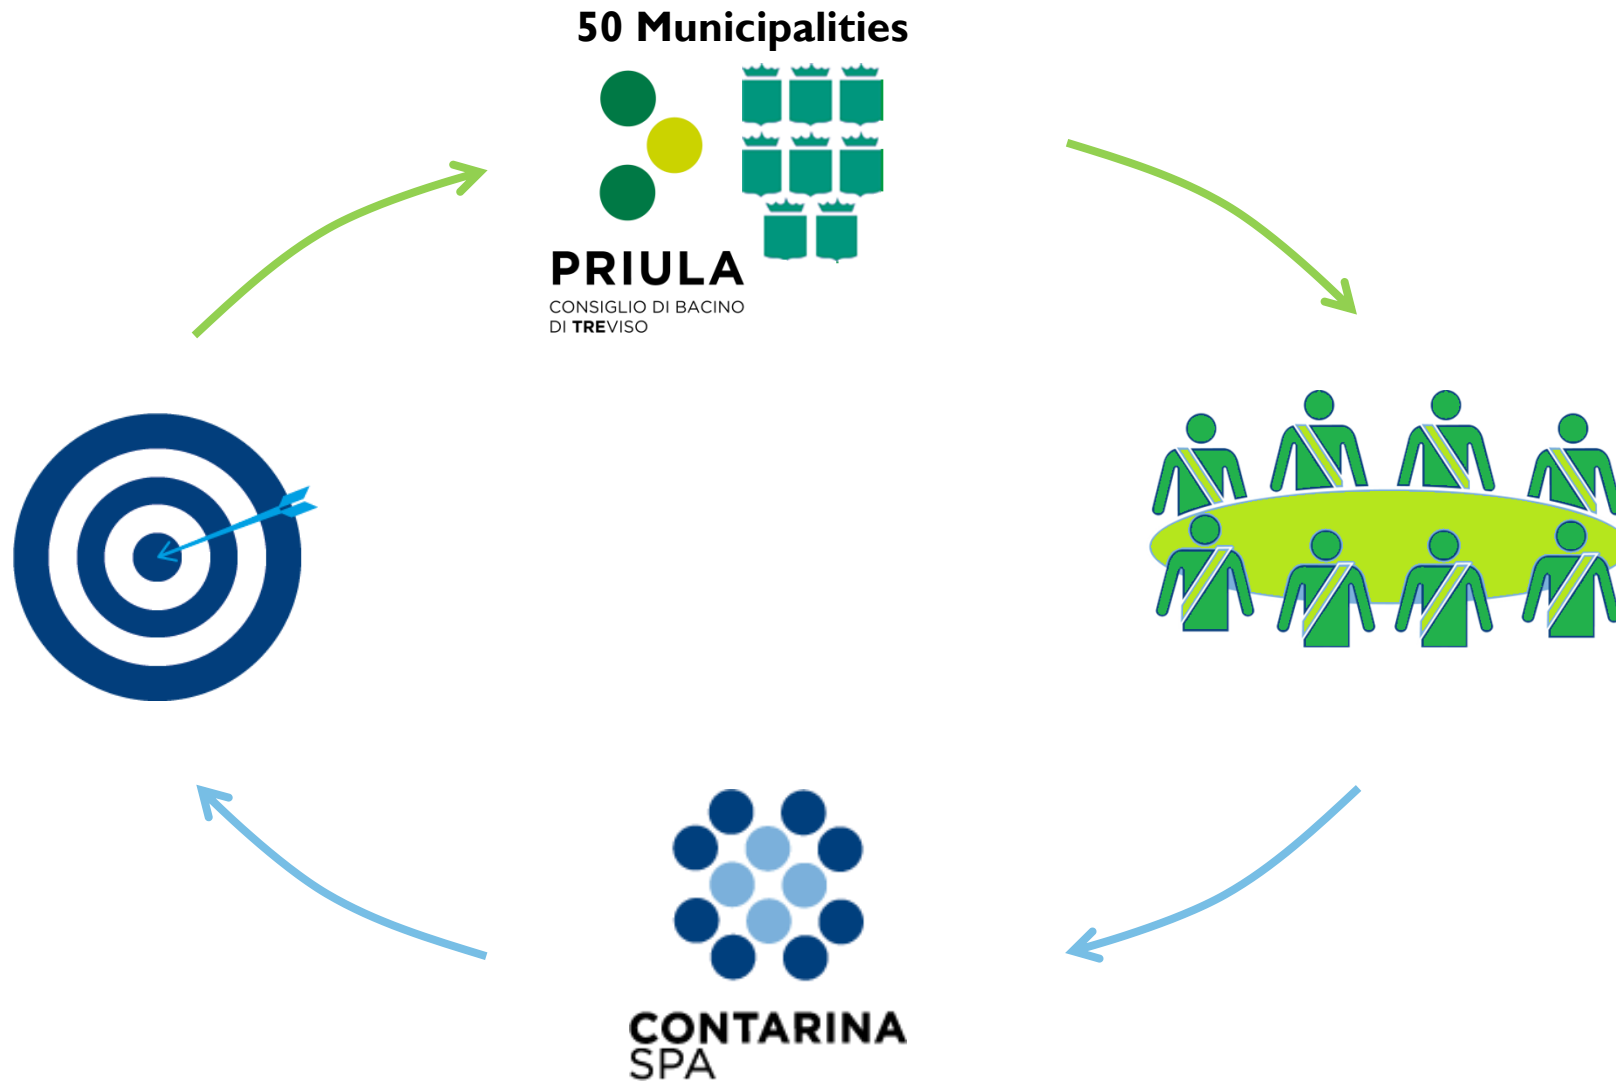 50 Municipalities
PRIULA
CONSIGLIO DI BACINO
DI TREVISO
CONTARINA
SPA